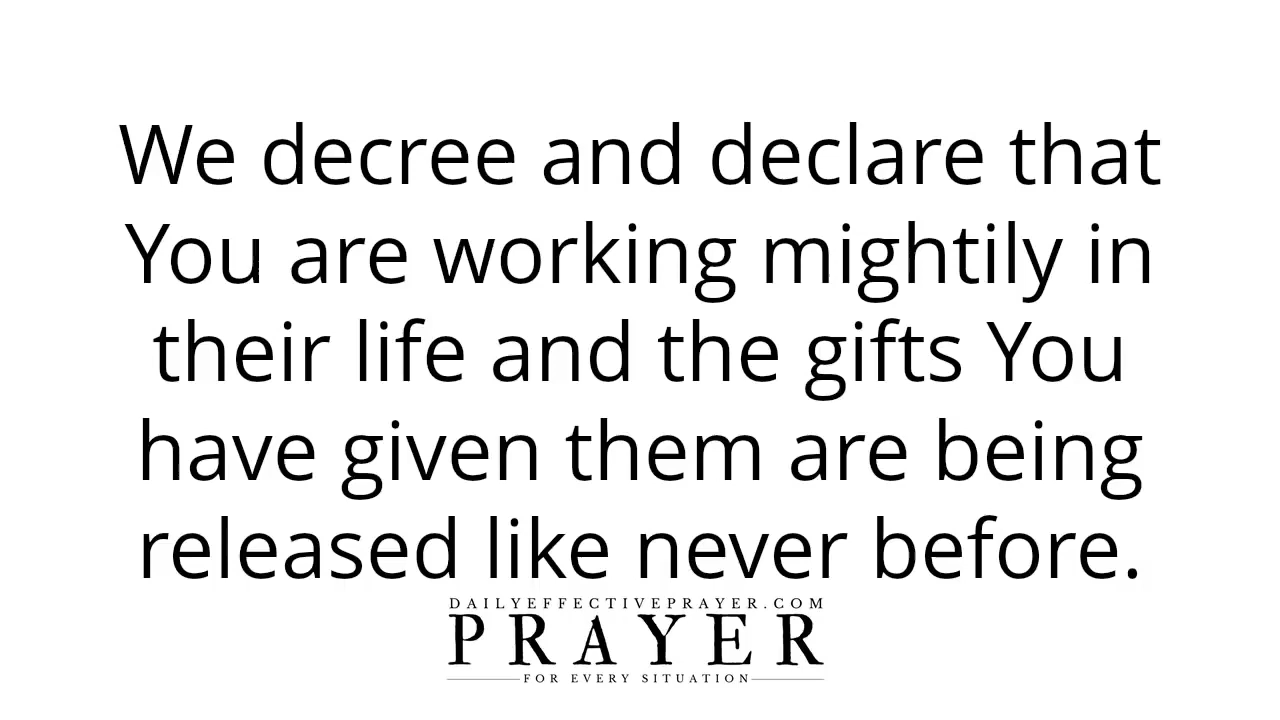 We decree and declare that
You are working mightily in
their life and the gifts You
have given them are being
released like never before.
DAILYEFFECTIVEPRAYER.COM
PRAYER
FOR EVERY SITUATION